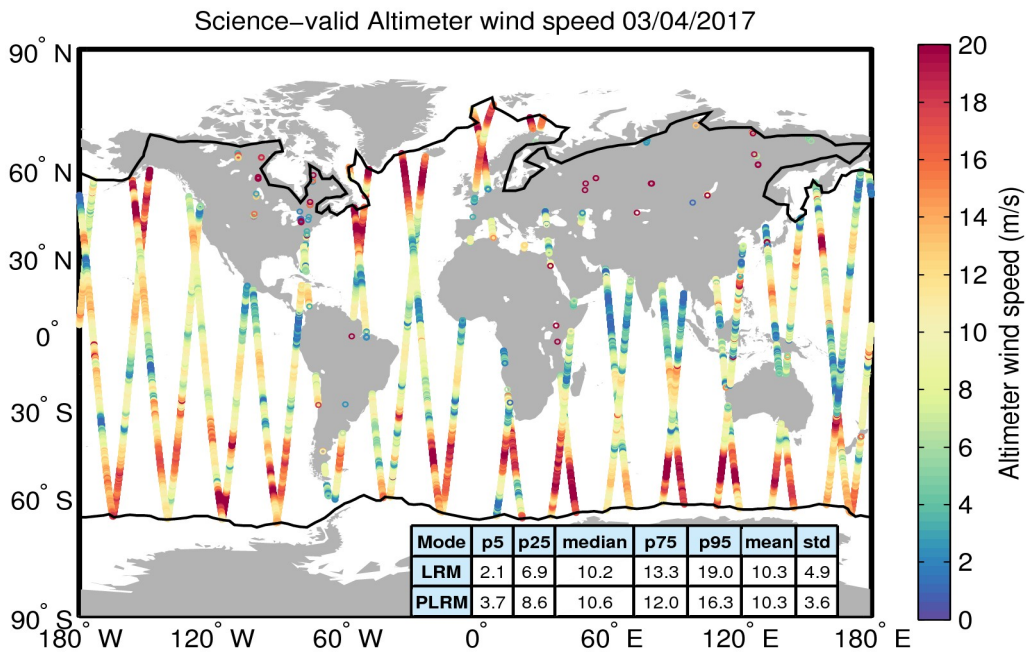 Science-valid Altimeter wind speed 03/04/2017
90° N
60° N
30° N
0°
30° S
60° S
90° S
180° W
120° W
60° W
0°
60° E
120° E
180° E
Mode p5 p25 median p75 p95 mean std
LRM 2.1 6.9 10.2 13.3 19.0 10.3 4.9
PLRM 3.7 8.6 10.6 12.0 16.3 10.3 3.6
20
18
16
14
12
10
8
6
4
2
0
Altimeter wind speed (m/s)